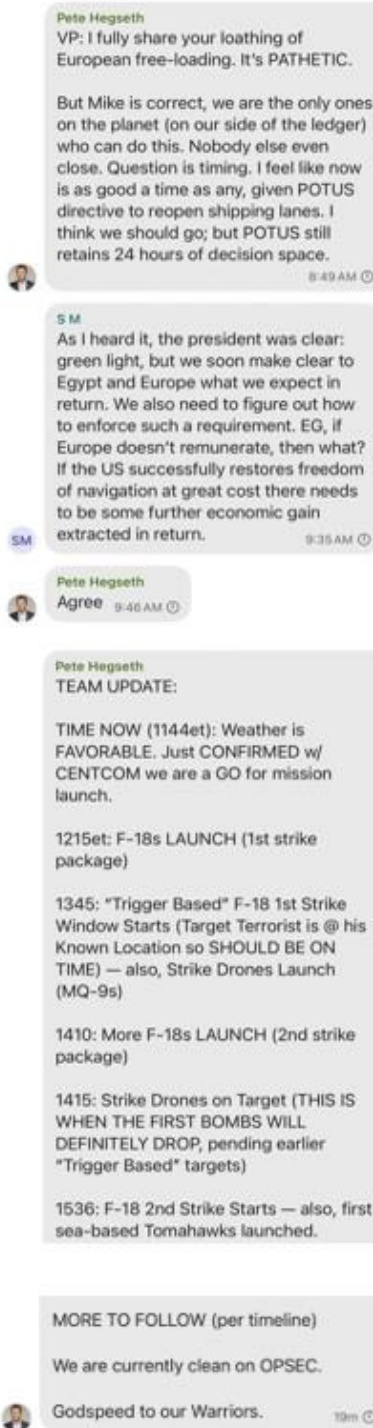 Pete Hegseth
VP: I fully share your loathing of
European free-loading. It's PATHETIC.
But Mike is correct, we are the only ones
on the planet (on our side of the ledger)
who can do this. Nobody else even
close. Question is timing. I feel like now
is as good a time as any, given POTUS
directive to reopen shipping lanes. I
think we should go; but POTUS still
retains 24 hours of decision space.
8:49 AM
S M
As I heard it, the president was clear:
green light, but we soon make clear to
Egypt and Europe what we expect in
return. We also need to figure out how
to enforce such a requirement. EG, if
Europe doesn't remunerate, then what?
If the US successfully restores freedom
of navigation at great cost there needs
to be some further economic gain
extracted in return.
9:35 AM
SM
Pete Hegseth
Agree 9:46 AM
Pete Hegseth
TEAM UPDATE:
TIME NOW (1144et): Weather is
FAVORABLE. Just CONFIRMED w/
CENTCOM we are a GO for mission
launch.
1215et: F-18s LAUNCH (1st strike
package)
1345: "Trigger Based" F-18 1st Strike
Window Starts (Target Terrorist is @ his
Known Location so SHOULD BE ON
TIME) — also, Strike Drones Launch
(MQ-9s)
1410: More F-18s LAUNCH (2nd strike
package)
1415: Strike Drones on Target (THIS IS
WHEN THE FIRST BOMBS WILL
DEFINITELY DROP, pending earlier
"Trigger Based" targets)
1536: F-18 2nd Strike Starts — also, first
sea-based Tomahawks launched.
MORE TO FOLLOW (per timeline)
We are currently clean on OPSEC.
Godspeed to our Warriors.
19m